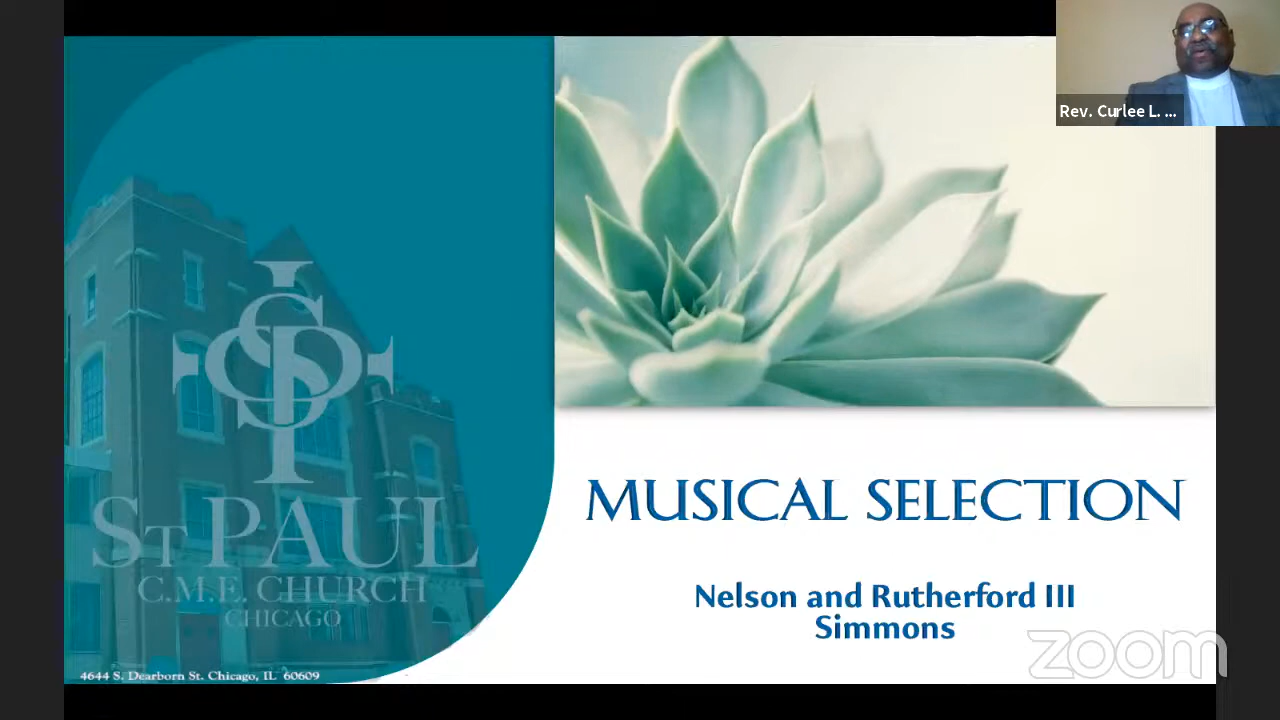 Rev. Curlee L. ...
ST PAUL
C.M.E. CHURCH
CHICAGO
4644 S. Dearborn St. Chicago, IL 60609
MUSICAL SELECTION
Nelson and Rutherford III
Simmons
zoom